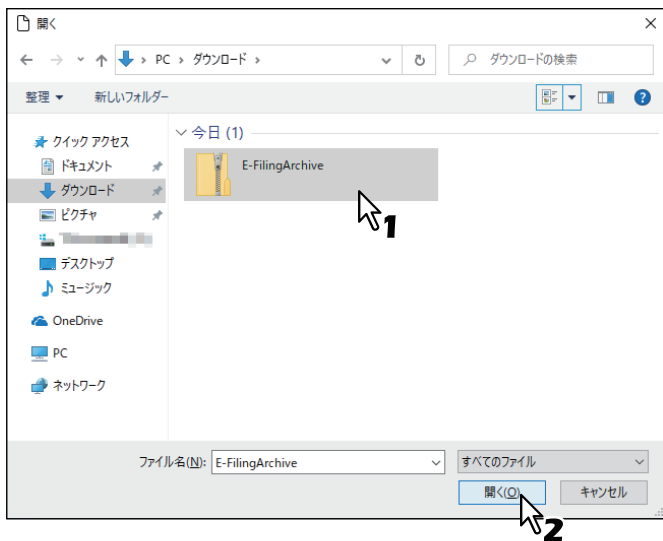 開く
PC › ダウンロード ›
ダウンロードの検索
整理
新しいフォルダー
クイック アクセス
ドキュメント
ダウンロード
ピクチャ
デスクトップ
ミュージック
OneDrive
PC
ネットワーク
今日 (1)
E-FilingArchive
1
ファイル名(N): E-FilingArchive
すべてのファイル
開く(O)
キャンセル
2